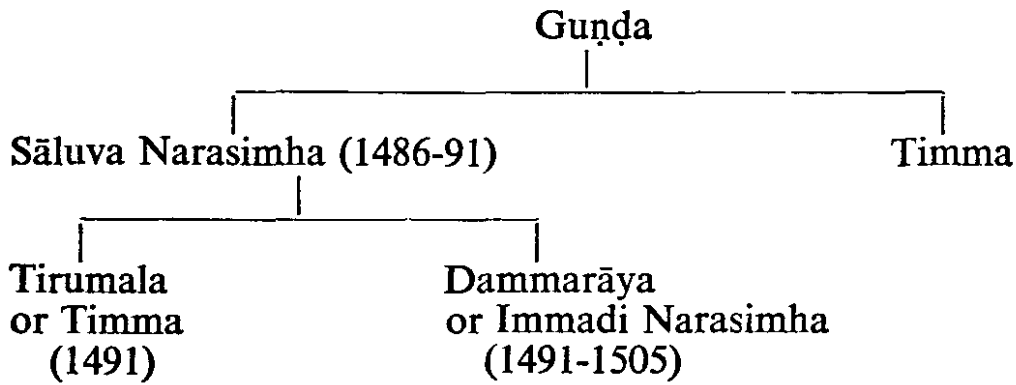 Guṇḍa
Sāluva Narasimha (1486-91)
Timma
Tirumala
or Timma
(1491)
Dammarāya
or Immadi Narasimha
(1491-1505)